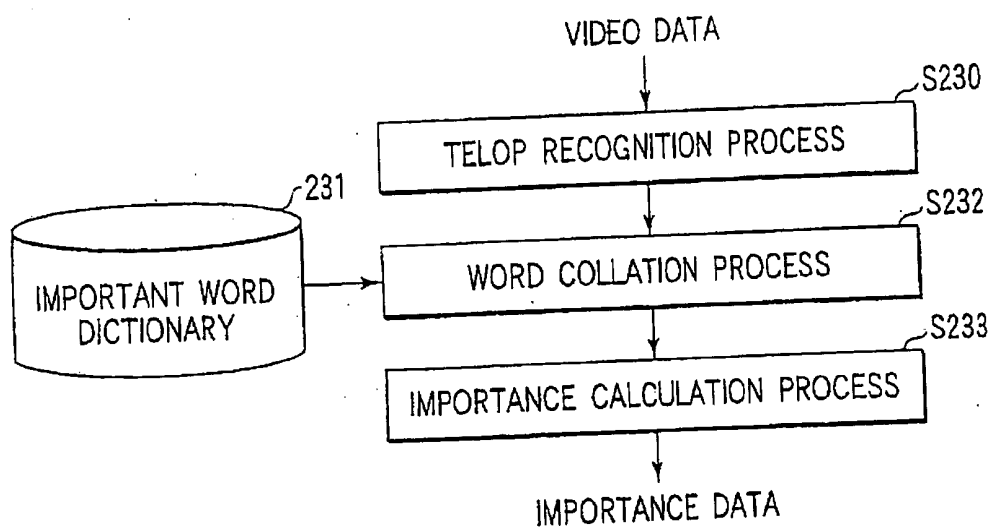 VIDEO DATA
S230
TELOP RECOGNITION PROCESS
231
S232
IMPORTANT WORD
DICTIONARY
WORD COLLATION PROCESS
S233
IMPORTANCE CALCULATION PROCESS
IMPORTANCE DATA